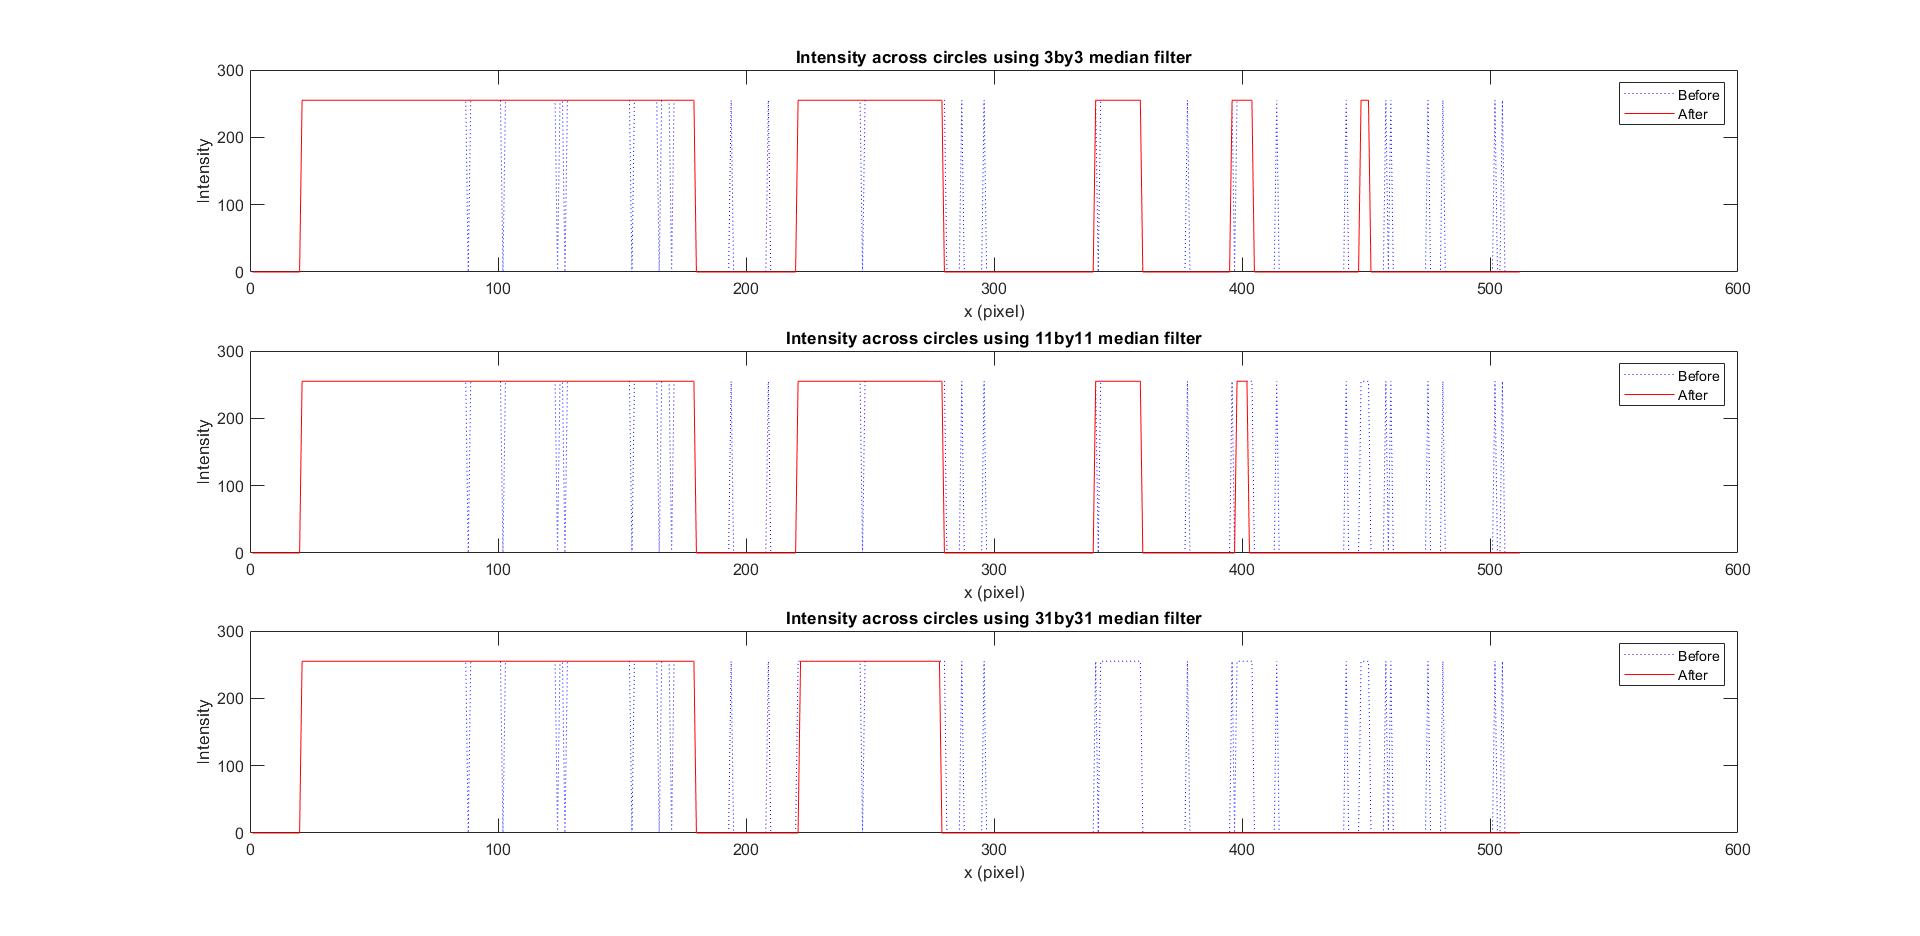 Intensity across circles using 3by3 median filter
300
200
100
0
Intensity
0 100 200 300 400 500 600
x (pixel)
Before
After
Intensity across circles using 11by11 median filter
300
200
100
0
Intensity
0 100 200 300 400 500 600
x (pixel)
Before
After
Intensity across circles using 31by31 median filter
300
200
100
0
Intensity
0 100 200 300 400 500 600
x (pixel)
Before
After